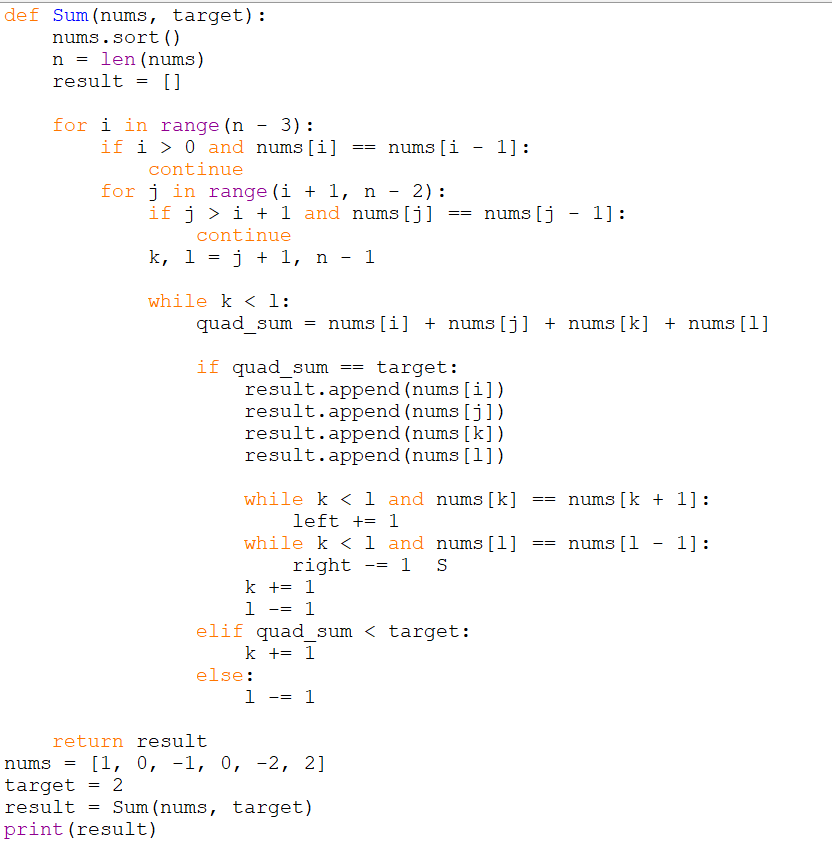 def Sum(nums, target):
    nums.sort()
    n = len(nums)
    result = []

    for i in range(n - 3):
        if i > 0 and nums[i] == nums[i - 1]:
            continue
        for j in range(i + 1, n - 2):
            if j > i + 1 and nums[j] == nums[j - 1]:
                continue
            k, l = j + 1, n - 1

            while k < l:
                quad_sum = nums[i] + nums[j] + nums[k] + nums[l]

                if quad_sum == target:
                    result.append(nums[i])
                    result.append(nums[j])
                    result.append(nums[k])
                    result.append(nums[l])

                    while k < l and nums[k] == nums[k + 1]:
                        left += 1
                    while k < l and nums[l] == nums[l - 1]:
                        right -= 1  S
                    k += 1
                    l -= 1
                elif quad_sum < target:
                    k += 1
                else:
                    l -= 1

    return result
nums = [1, 0, -1, 0, -2, 2]
target = 2
result = Sum(nums, target)
print(result)